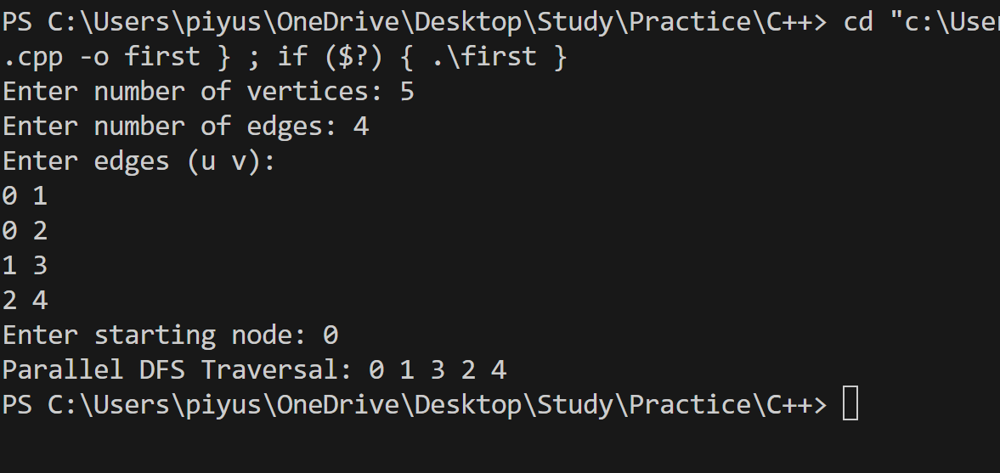 PS C:\Users\piyus\OneDrive\Desktop\Study\Practice\C++> cd "c:\User
.cpp -o first } ; if ($?) { .\first }
Enter number of vertices: 5
Enter number of edges: 4
Enter edges (u v):
0 1
0 2
1 3
2 4
Enter starting node: 0
Parallel DFS Traversal: 0 1 3 2 4
PS C:\Users\piyus\OneDrive\Desktop\Study\Practice\C++>